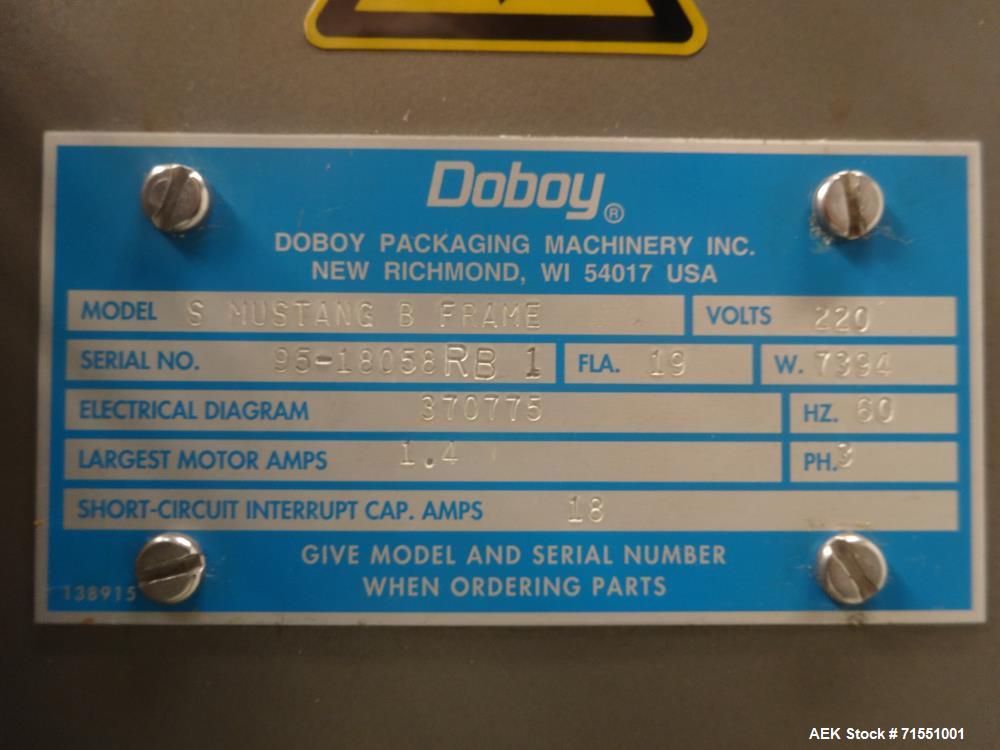 Doboy®
DOBOY PACKAGING MACHINERY INC.
NEW RICHMOND, WI 54017 USA
MODEL S MUSTANG B FRAME VOLTS 220
SERIAL NO. 95-18058RB 1 FLA. 19 W. 7394
ELECTRICAL DIAGRAM 370775 HZ. 60
LARGEST MOTOR AMPS 1.4 PH. 3
SHORT-CIRCUIT INTERRUPT CAP. AMPS 18
GIVE MODEL AND SERIAL NUMBER
WHEN ORDERING PARTS
138915
AEK Stock # 71551001